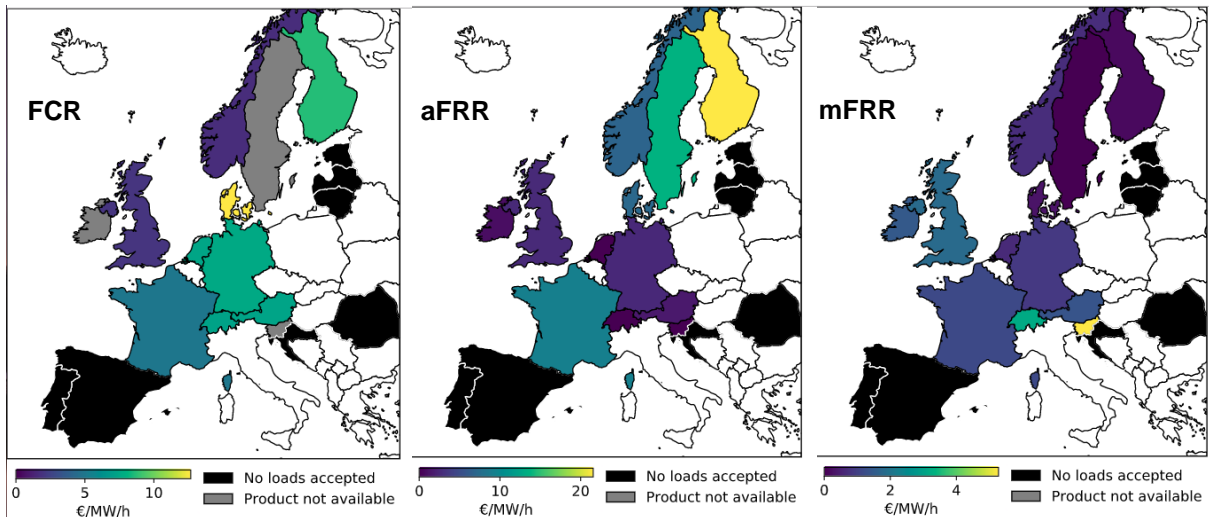 FCR
aFRR
mFRR
0 5 10
€/MW/h
No loads accepted
Product not available
0 10 20
€/MW/h
No loads accepted
Product not available
0 2 4
€/MW/h
No loads accepted
Product not available